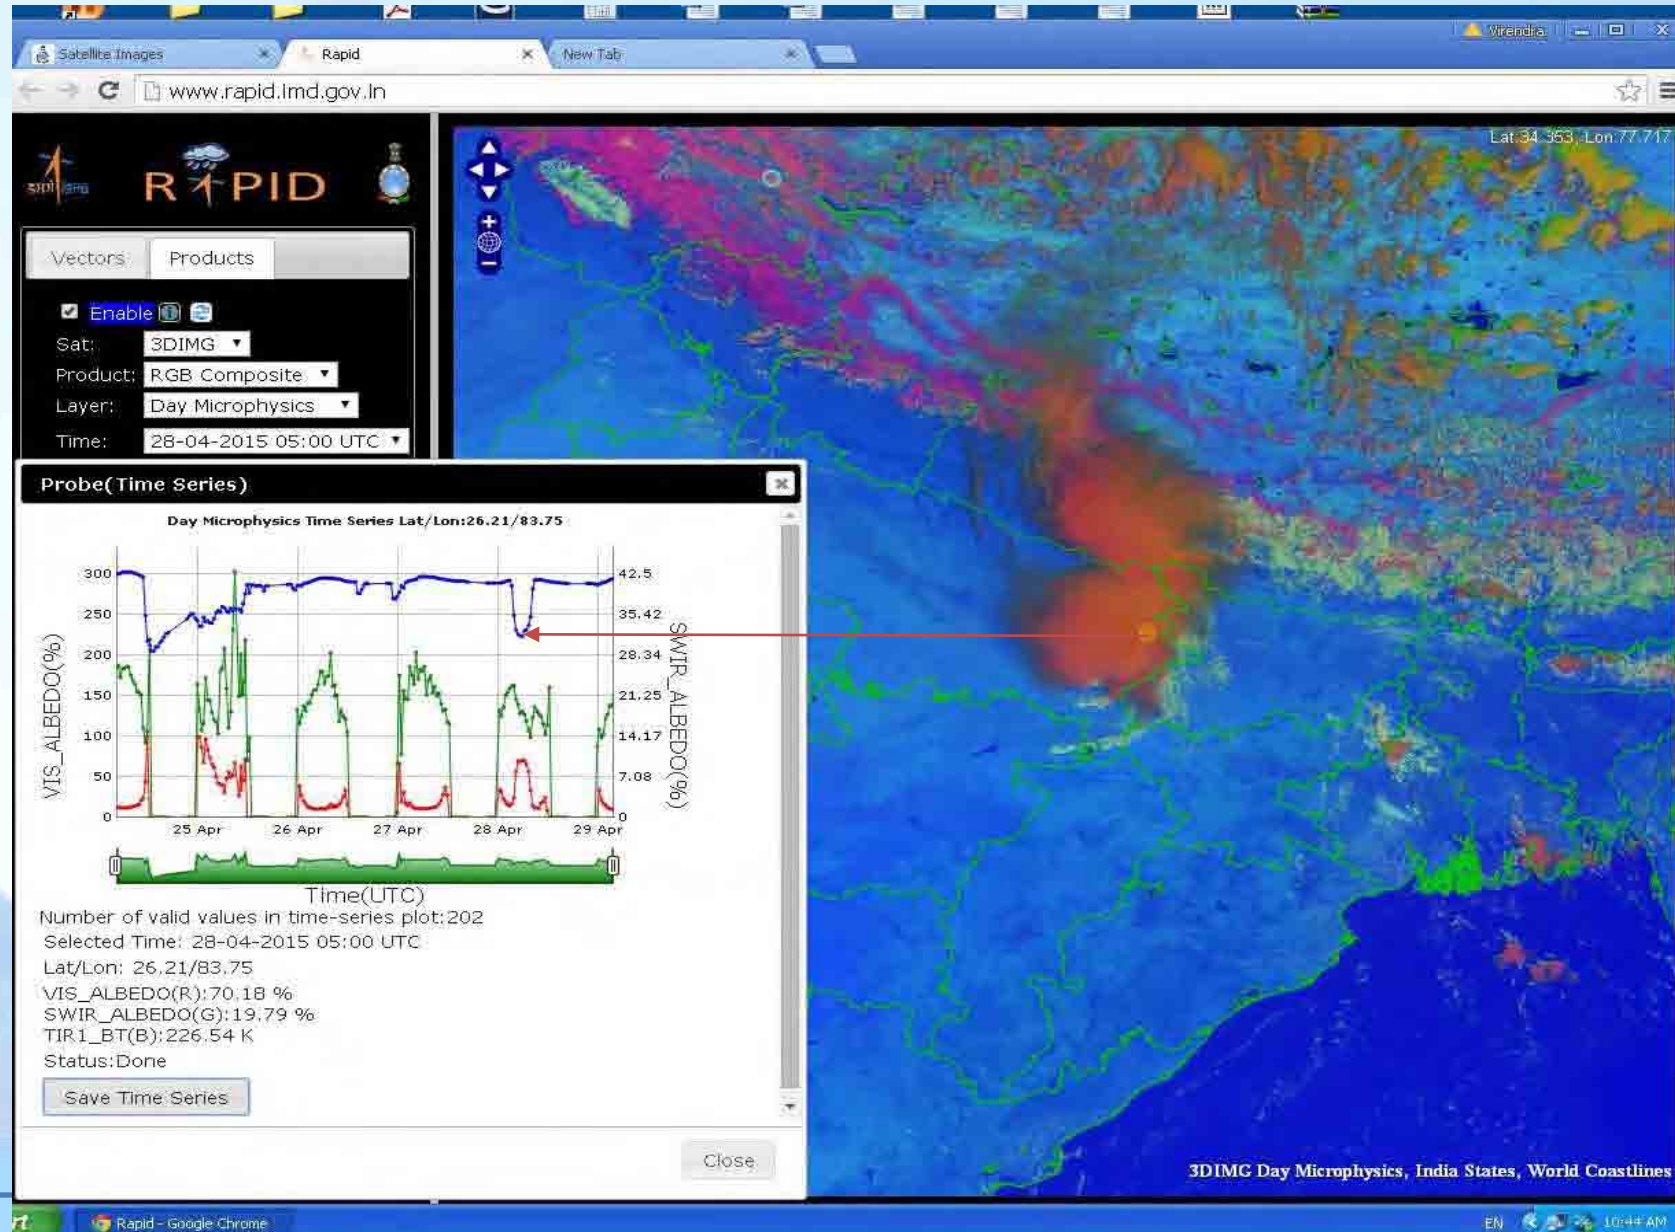 Virendra
Satellite Images
Rapid
New Tab
www.rapid.imd.gov.in
इसरो isro
RAPID
Lat:34.353, Lon:77.717
Vectors
Products
Enable
Sat: 3DIMG
Product: RGB Composite
Layer: Day Microphysics
Time: 28-04-2015 05:00 UTC
Probe(Time Series)
Day Microphysics Time Series Lat/Lon:26.21/83.75
300 42.5
250 35.42
200 28.34
150 21.25
100 14.17
50 7.08
0 0
VIS_ALBEDO(%)
SWIR_ALBEDO(%)
25 Apr 26 Apr 27 Apr 28 Apr 29 Apr
Time(UTC)
Number of valid values in time-series plot:202
Selected Time: 28-04-2015 05:00 UTC
Lat/Lon: 26.21/83.75
VIS_ALBEDO(R):70.18 %
SWIR_ALBEDO(G):19.79 %
TIR1_BT(B):226.54 K
Status:Done
Save Time Series
Close
3DIMG Day Microphysics, India States, World Coastlines
Rapid - Google Chrome
EN
10:44 AM